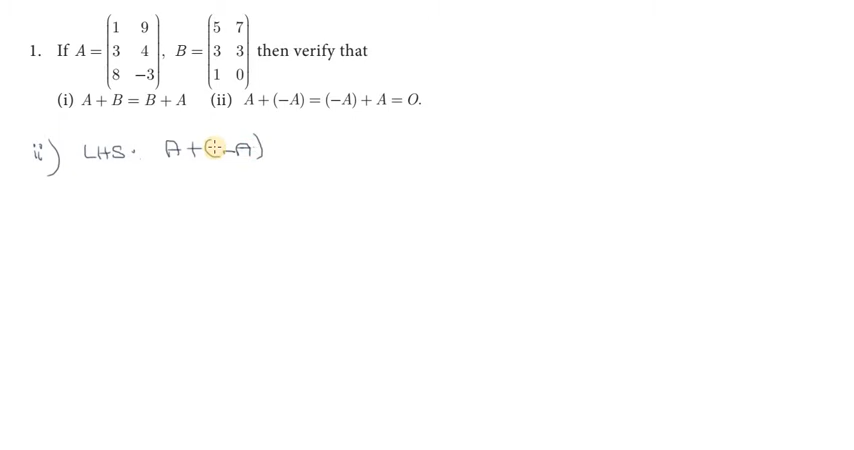 1. If A = (1 9 3 4 8 −3), B = (5 7 3 3 1 0) then verify that
(i) A + B = B + A (ii) A + (−A) = (−A) + A = O.
ii) LHS. A+(-A)